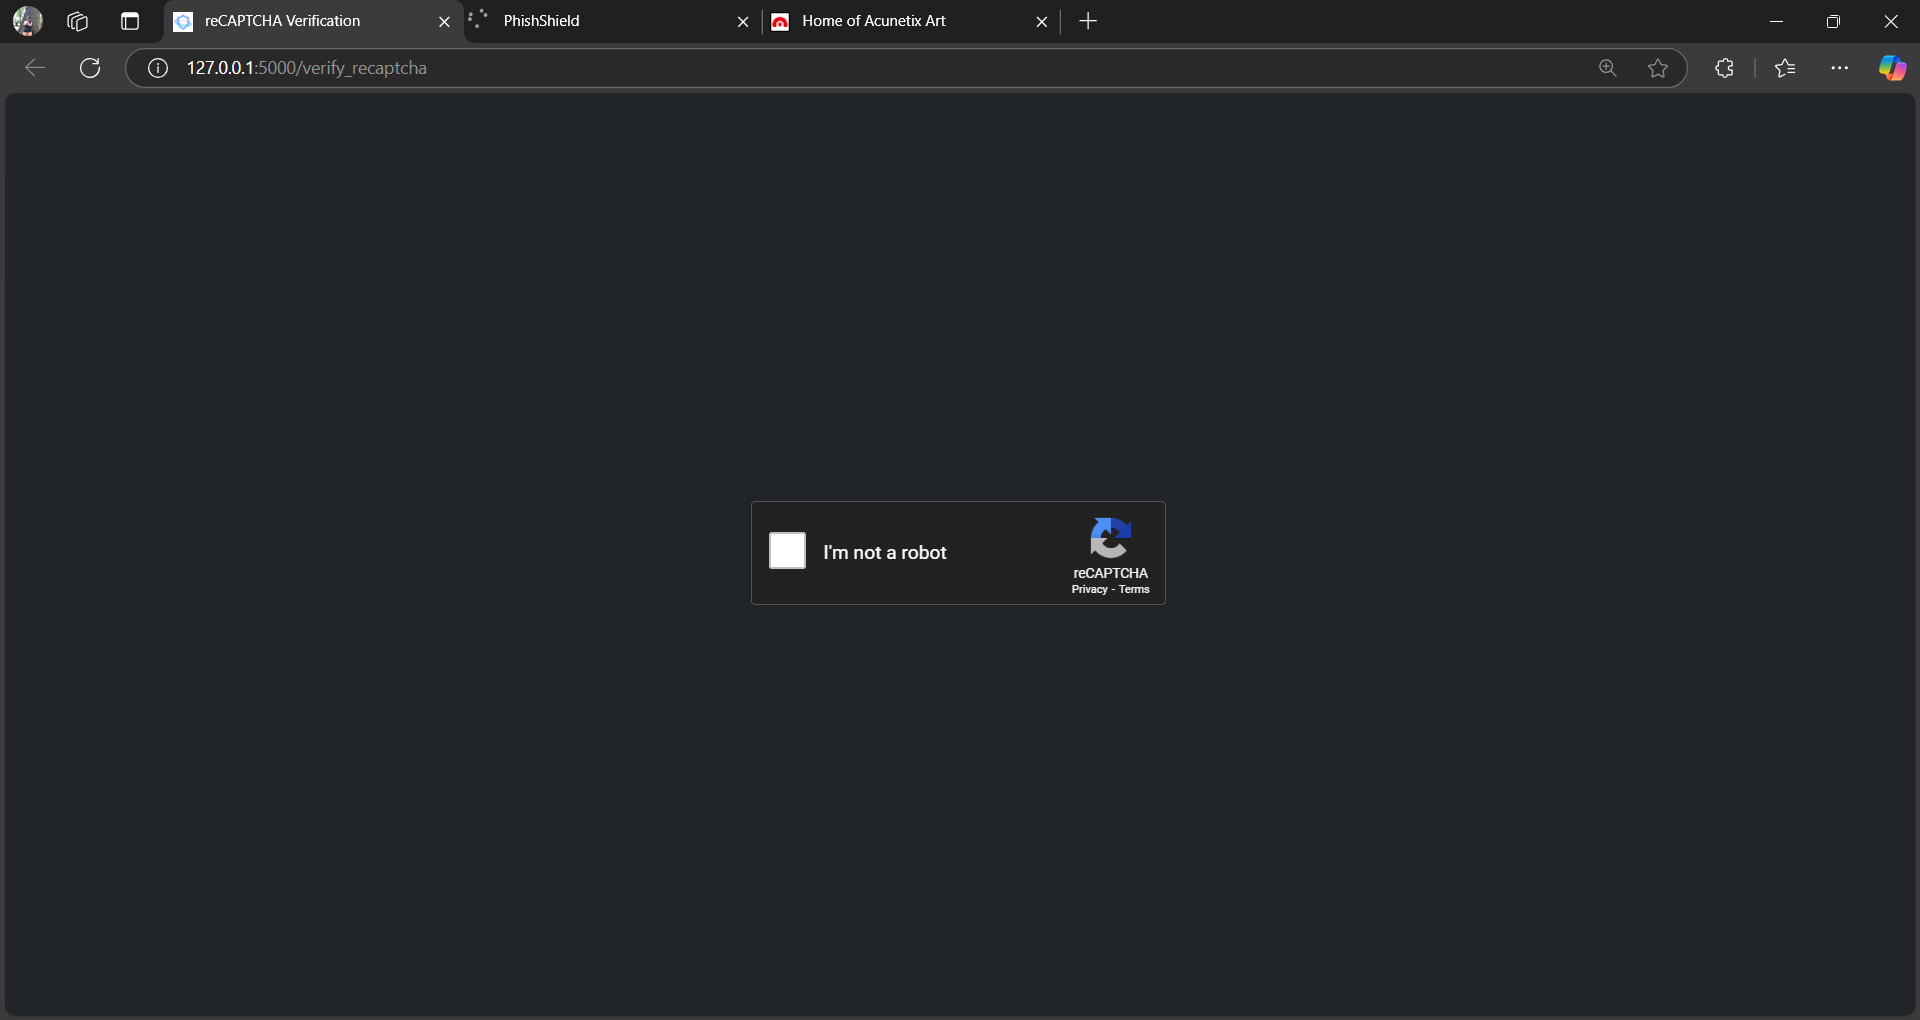 reCAPTCHA Verification
PhishShield
Home of Acunetix Art
127.0.0.1:5000/verify_recaptcha
I'm not a robot
reCAPTCHA
Privacy - Terms